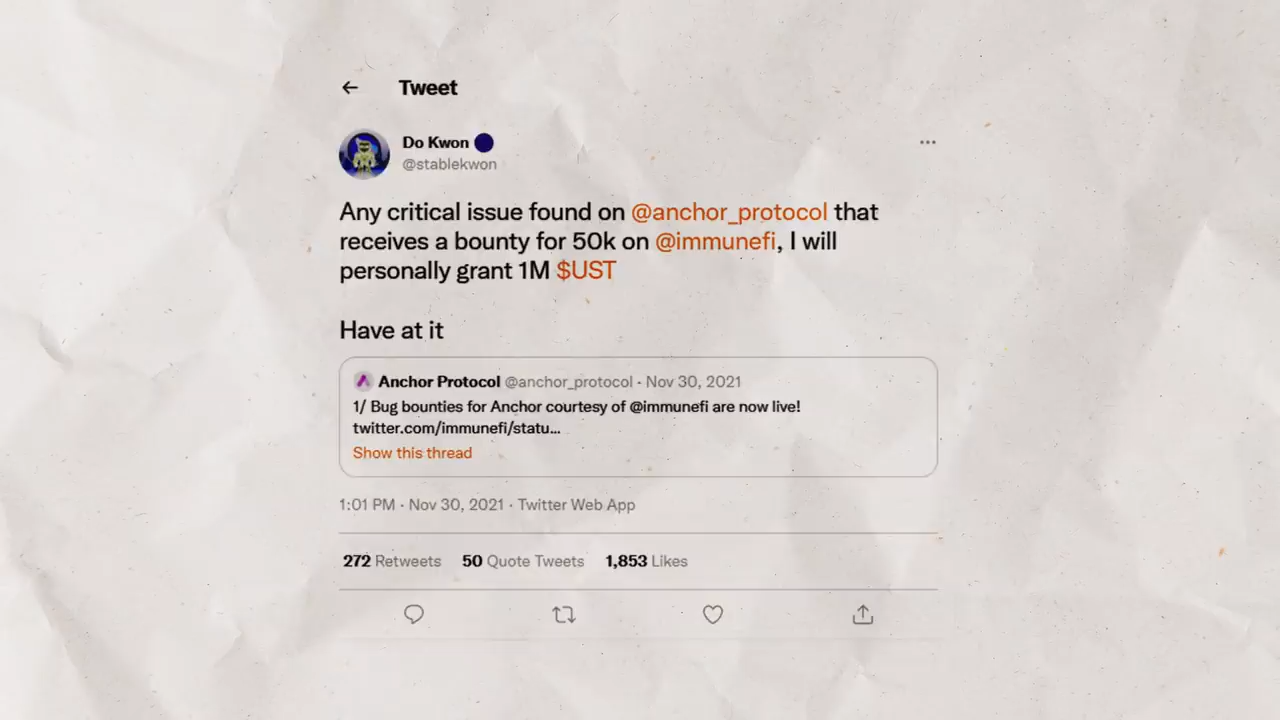 Tweet
Do Kwon
@stablekwon
Any critical issue found on @anchor_protocol that
receives a bounty for 50k on @immunefi, I will
personally grant 1M $UST
Have at it
Anchor Protocol @anchor_protocol · Nov 30, 2021
1/ Bug bounties for Anchor courtesy of @immunefi are now live!
twitter.com/immunefi/statu...
Show this thread
1:01 PM · Nov 30, 2021 · Twitter Web App
272 Retweets 50 Quote Tweets 1,853 Likes